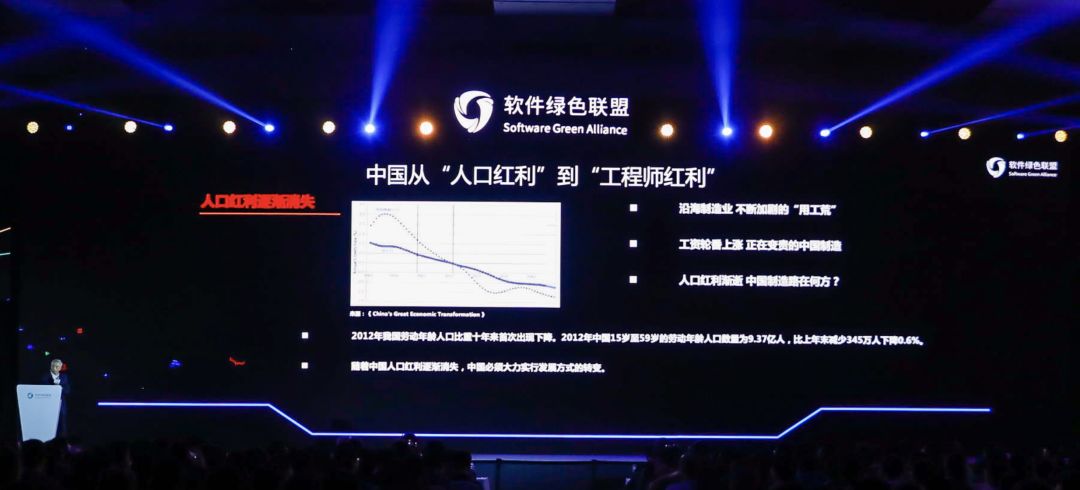 软件绿色联盟
Software Green Alliance
中国从“人口红利”到“工程师红利”
软件绿色联盟
Software Green Alliance
人口红利逐渐消失
沿海制造业 不断加剧的“用工荒”
工资轮番上涨 正在变贵的中国制造
人口红利渐逝 中国制造路在何方？
来源：《China's Great Economic Transformation》
2012年我国劳动年龄人口比重十年来首次出现下降。2012年中国15岁至59岁的劳动年龄人口数量为9.37亿人，比上年末减少345万人下降0.6%。
随着中国人口红利逐渐消失，中国必须大力实行发展方式的转变。